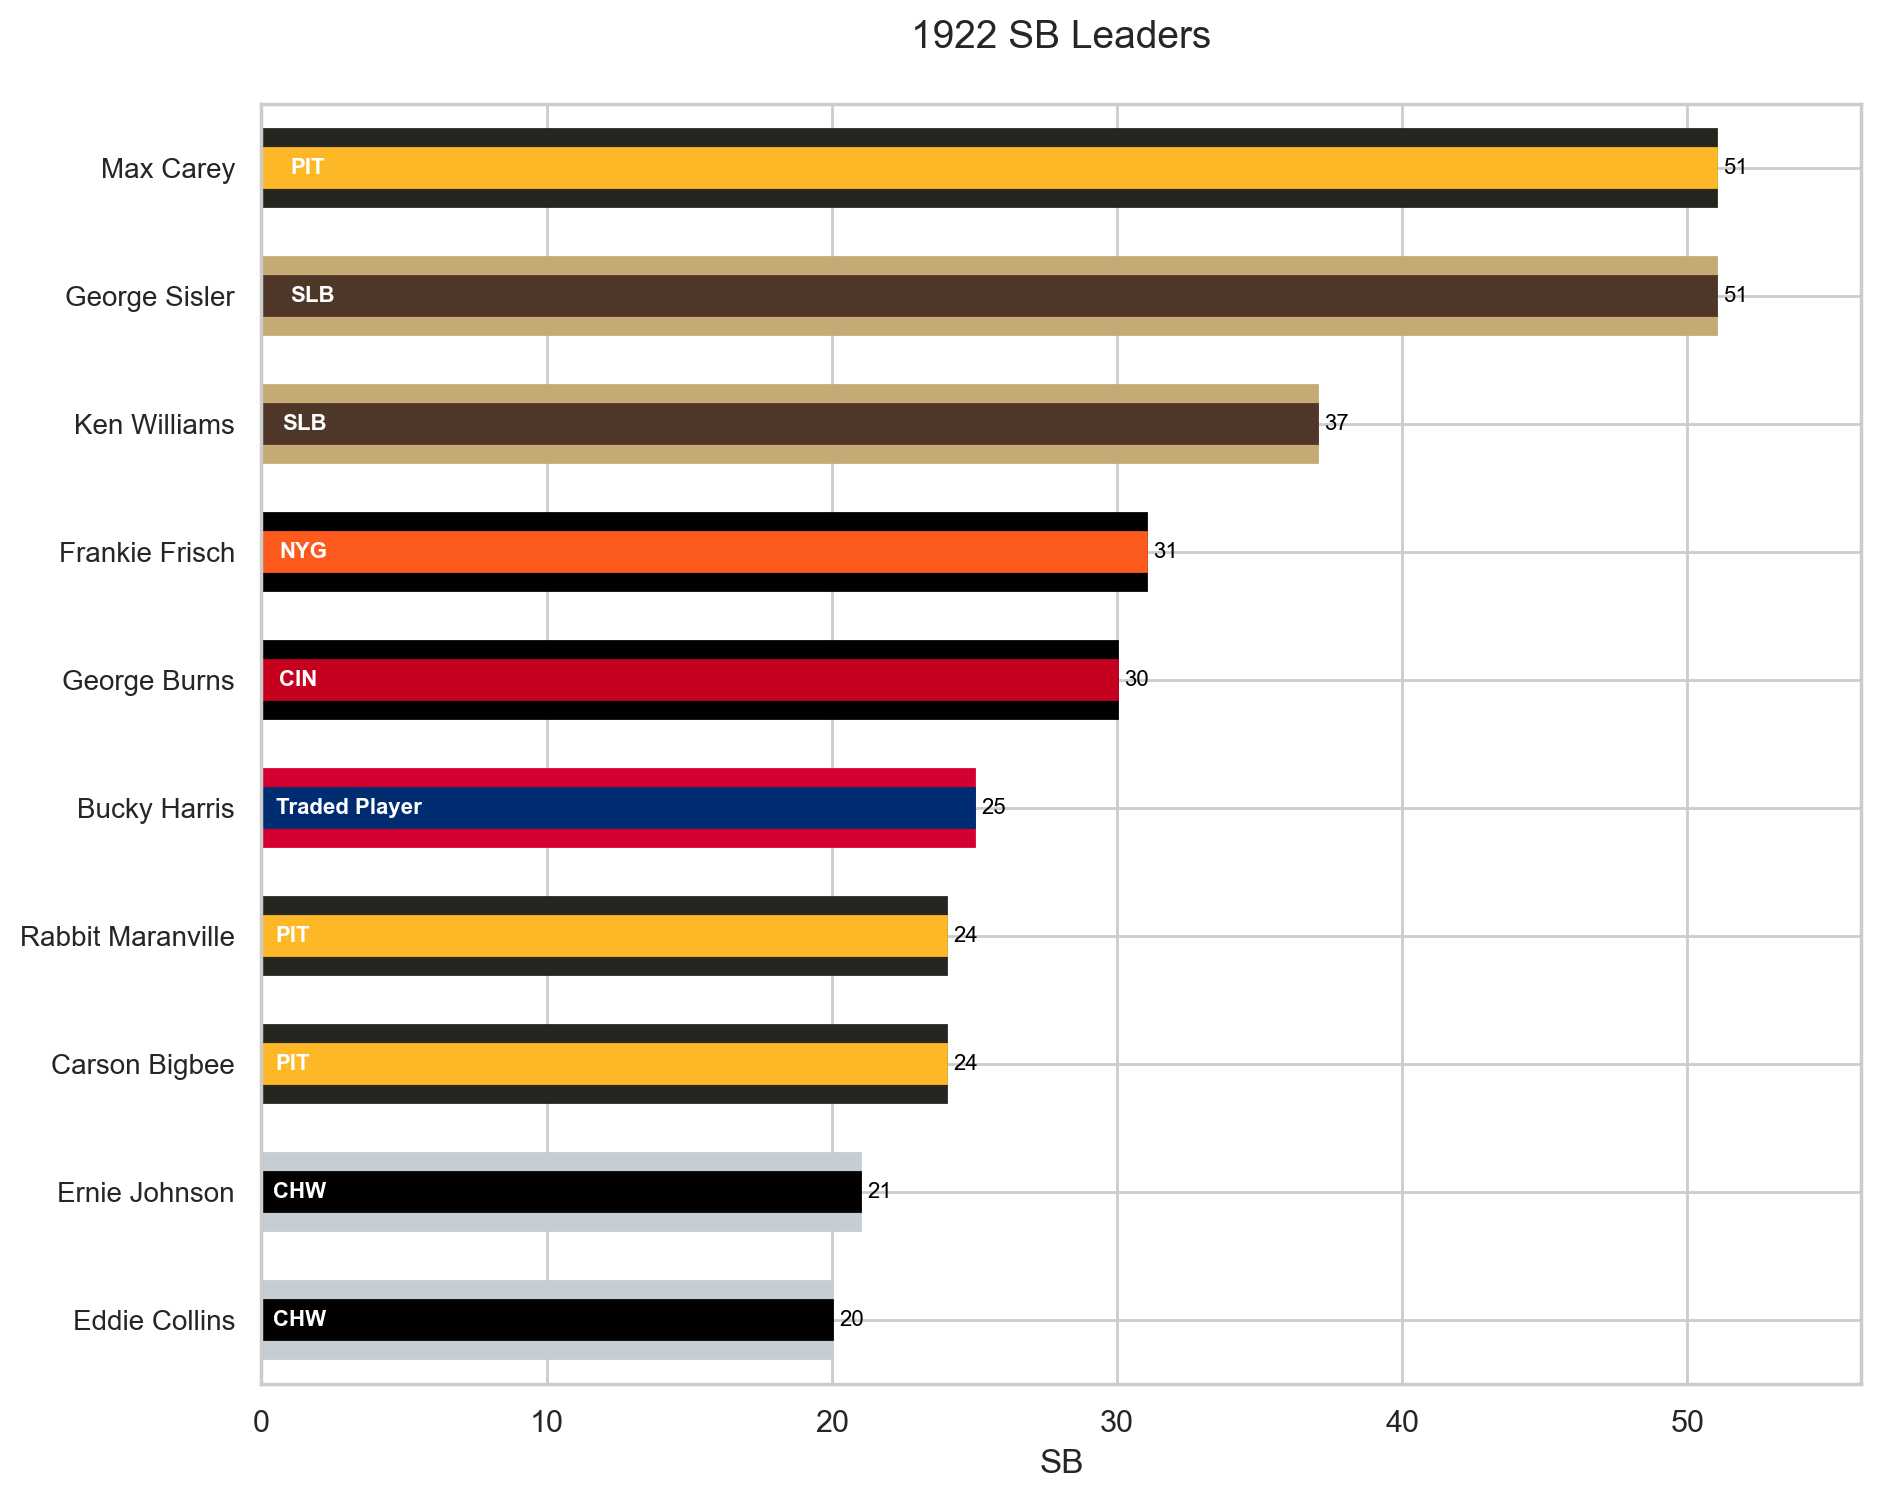 1922 SB Leaders
Max Carey PIT 51
George Sisler SLB 51
Ken Williams SLB 37
Frankie Frisch NYG 31
George Burns CIN 30
Bucky Harris Traded Player 25
Rabbit Maranville PIT 24
Carson Bigbee PIT 24
Ernie Johnson CHW 21
Eddie Collins CHW 20
0 10 20 30 40 50
SB